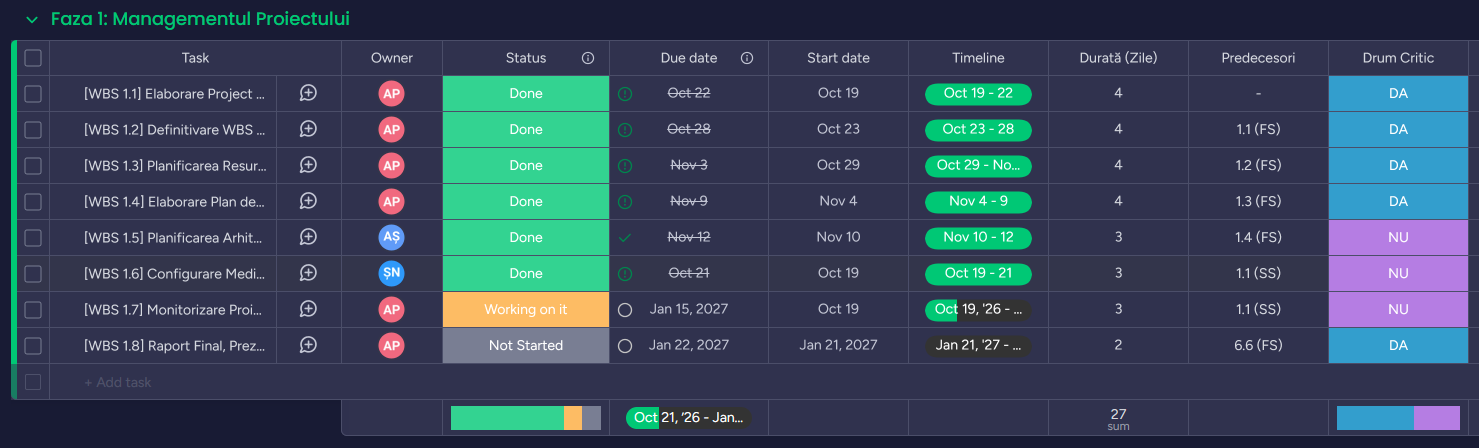 Faza 1: Managementul Proiectului
Task Owner Status Due date Start date Timeline Durată (Zile) Predecesori Drum Critic
[WBS 1.1] Elaborare Project ... AP Done Oct 22 Oct 19 Oct 19 - 22 4 - DA
[WBS 1.2] Definitivare WBS ... AP Done Oct 28 Oct 23 Oct 23 - 28 4 1.1 (FS) DA
[WBS 1.3] Planificarea Resur... AP Done Nov 3 Oct 29 Oct 29 - No... 4 1.2 (FS) DA
[WBS 1.4] Elaborare Plan de... AP Done Nov 9 Nov 4 Nov 4 - 9 4 1.3 (FS) DA
[WBS 1.5] Planificarea Arhit... AȘ Done Nov 12 Nov 10 Nov 10 - 12 3 1.4 (FS) NU
[WBS 1.6] Configurare Medi... ȘN Done Oct 21 Oct 19 Oct 19 - 21 3 1.1 (SS) NU
[WBS 1.7] Monitorizare Proi... AP Working on it Jan 15, 2027 Oct 19 Oct 19, '26 - ... 3 1.1 (SS) NU
[WBS 1.8] Raport Final, Prez... AP Not Started Jan 22, 2027 Jan 21, 2027 Jan 21, '27 - ... 2 6.6 (FS) DA
+ Add task
Oct 21, '26 - Jan... 27
sum